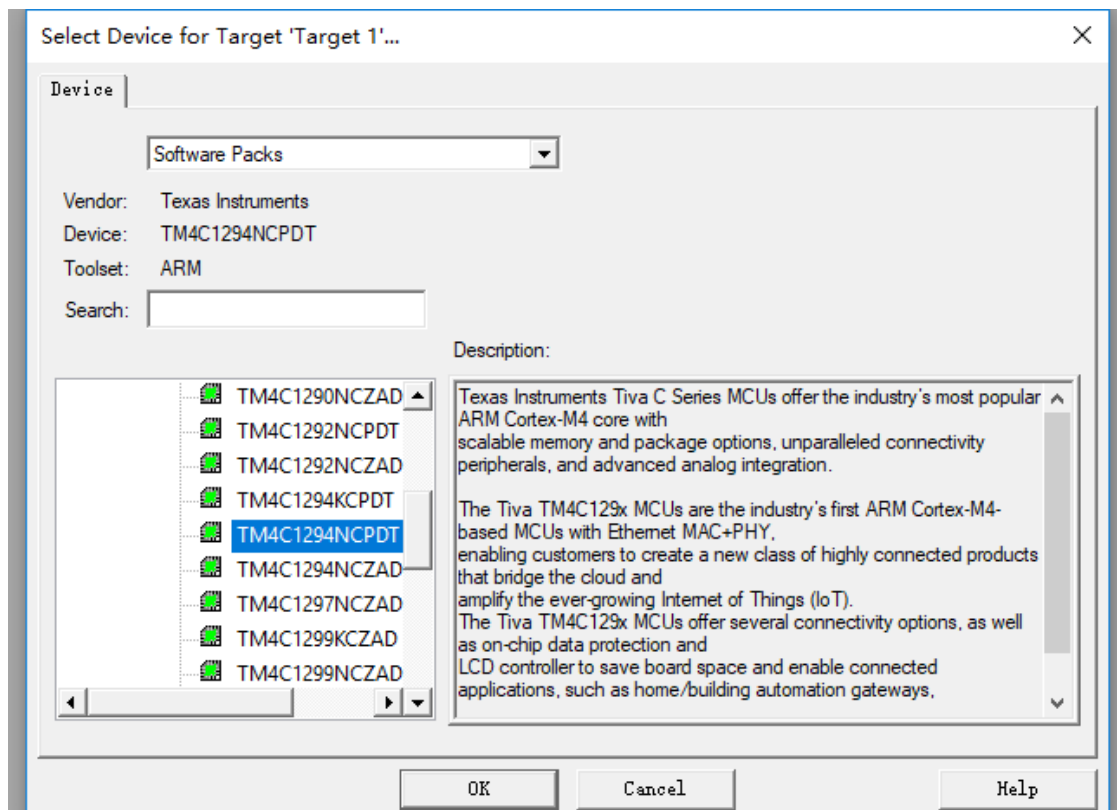 Select Device for Target 'Target 1'...
Device
Software Packs
Vendor: Texas Instruments
Device: TM4C1294NCPDT
Toolset: ARM
Search:
Description:
TM4C1290NCZAD
TM4C1292NCPDT
TM4C1292NCZAD
TM4C1294KCPDT
TM4C1294NCPDT
TM4C1294NCZAD
TM4C1297NCZAD
TM4C1299KCZAD
TM4C1299NCZAD
Texas Instruments Tiva C Series MCUs offer the industry's most popular
ARM Cortex-M4 core with
scalable memory and package options, unparalleled connectivity
peripherals, and advanced analog integration.
The Tiva TM4C129x MCUs are the industry's first ARM Cortex-M4-
based MCUs with Ethernet MAC+PHY,
enabling customers to create a new class of highly connected products
that bridge the cloud and
amplify the ever-growing Internet of Things (IoT).
The Tiva TM4C129x MCUs offer several connectivity options, as well
as on-chip data protection and
LCD controller to save board space and enable connected
applications, such as home/building automation gateways,
OK
Cancel
Help